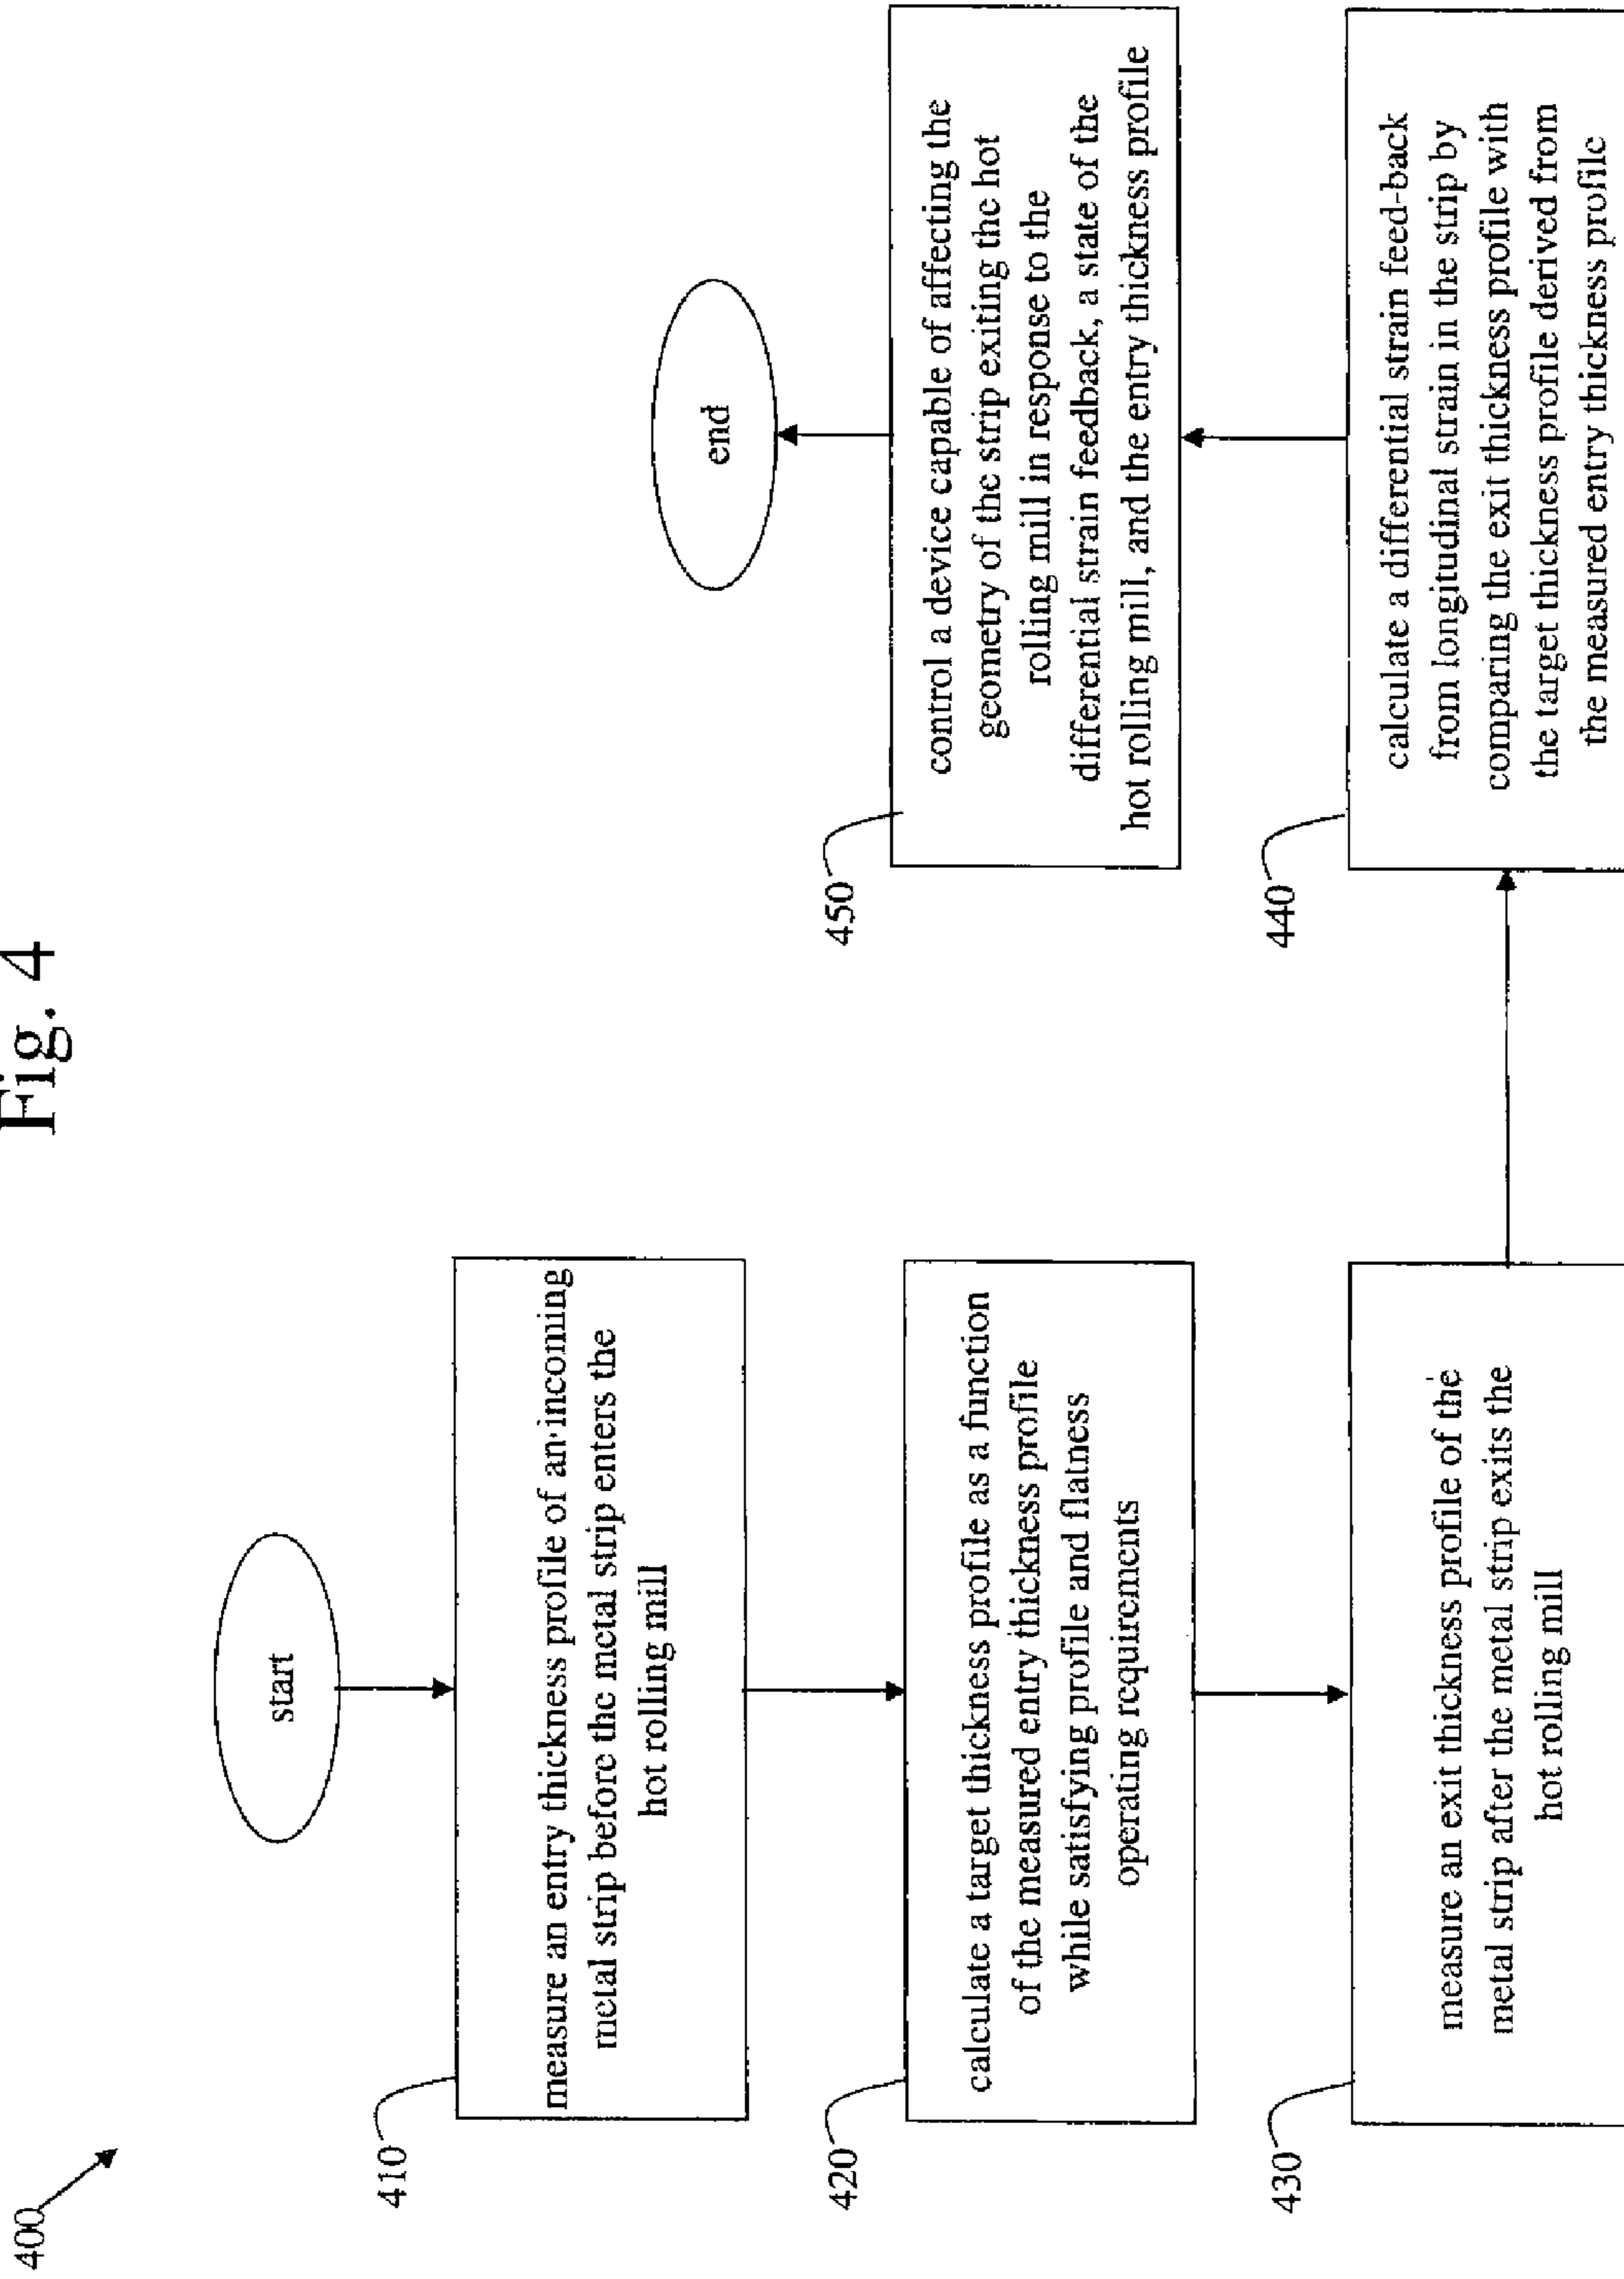 Fig. 4
400
start
410
measure an entry thickness profile of an incoming
metal strip before the metal strip enters the
hot rolling mill
420
calculate a target thickness profile as a function
of the measured entry thickness profile
while satisfying profile and flatness
operating requirements
430
measure an exit thickness profile of the
metal strip after the metal strip exits the
hot rolling mill
440
calculate a differential strain feed-back
from longitudinal strain in the strip by
comparing the exit thickness profile with
the target thickness profile derived from
the measured entry thickness profile
450
control a device capable of affecting the
geometry of the strip exiting the hot
rolling mill in response to the
differential strain feedback, a state of the
hot rolling mill, and the entry thickness profile
end